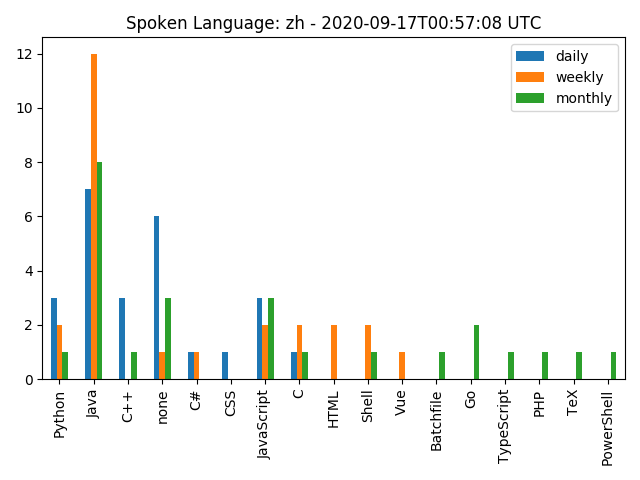 Spoken Language: zh - 2020-09-17T00:57:08 UTC
daily
weekly
monthly
12
10
8
6
4
2
0
Python
Java
C++
none
C#
CSS
JavaScript
C
HTML
Shell
Vue
Batchfile
Go
TypeScript
PHP
TeX
PowerShell